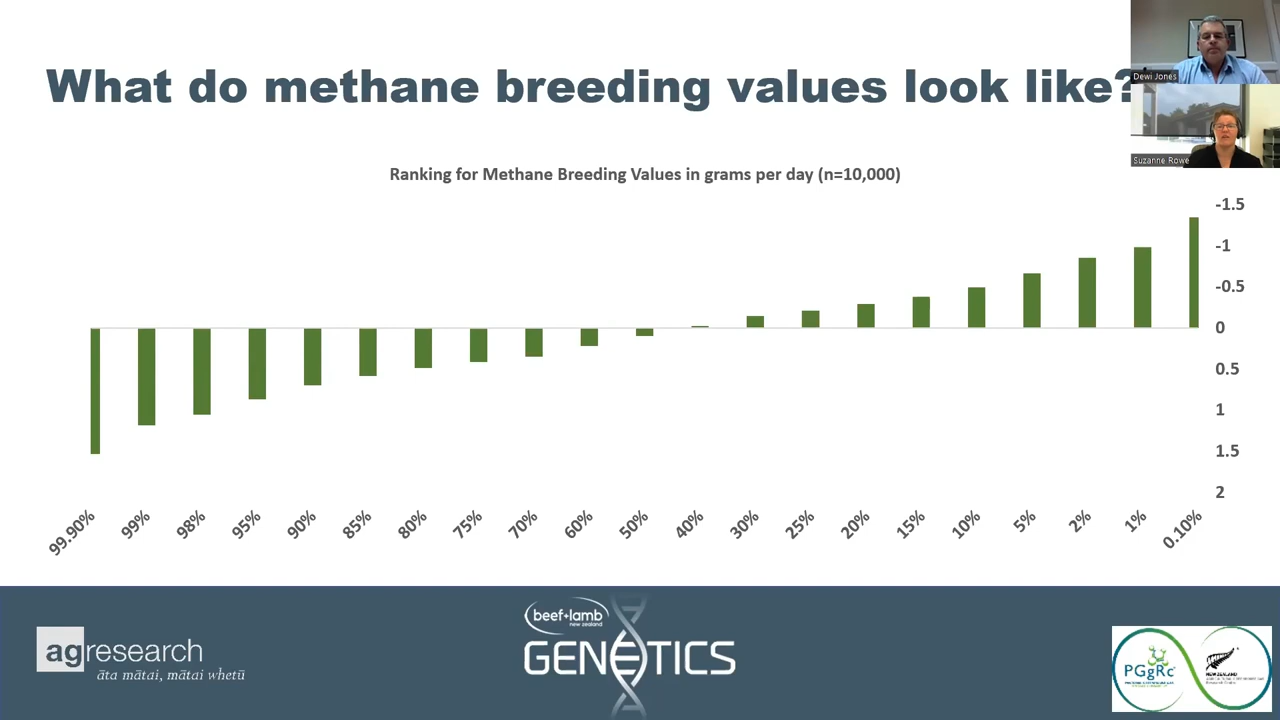 What do methane breeding values look like?
Dewi Jones
Suzanne Rowe
Ranking for Methane Breeding Values in grams per day (n=10,000)
-1.5
-1
-0.5
0
0.5
1
1.5
2
99.90%
99%
98%
95%
90%
85%
80%
75%
70%
60%
50%
40%
30%
25%
20%
15%
10%
5%
2%
1%
0.10%
agresearch
āta mātai, mātai whetū
beef+lamb
new zealand
GENETICS
PGgRc
NEW ZEALAND